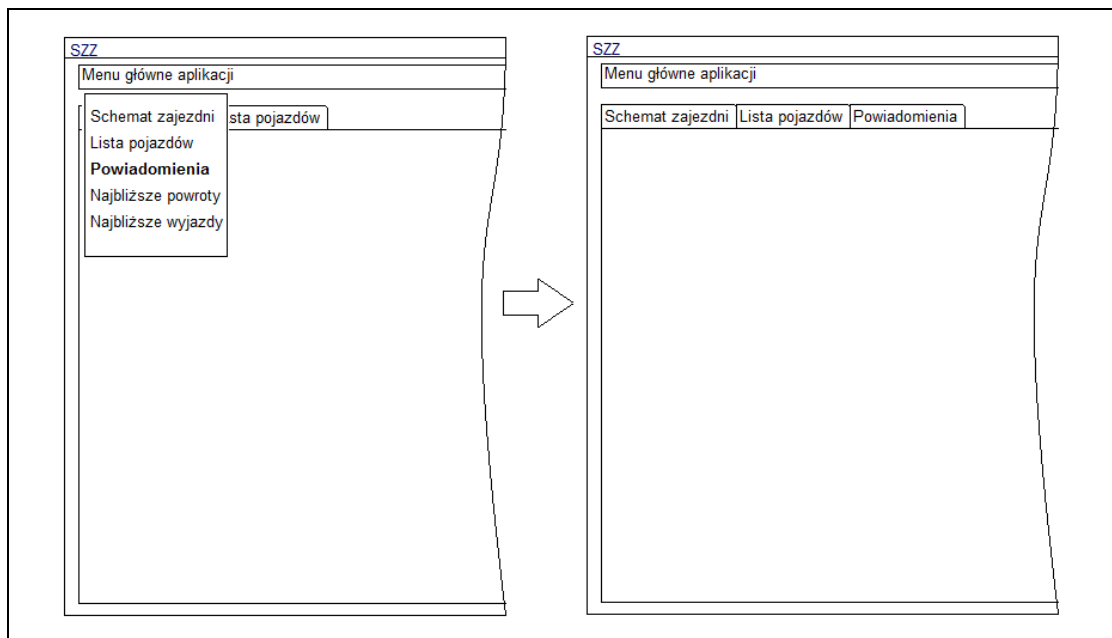 SZZ
Menu główne aplikacji
Schemat zajezdni
sta pojazdów
Lista pojazdów
Powiadomienia
Najbliższe powroty
Najbliższe wyjazdy
SZZ
Menu główne aplikacji
Schemat zajezdni Lista pojazdów Powiadomienia